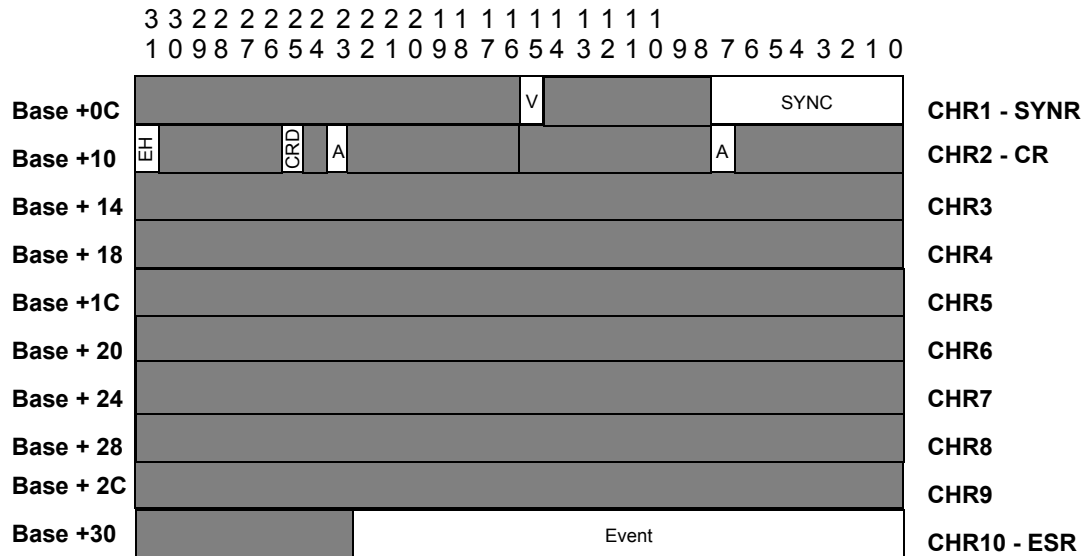 3 3 2 2 2 2 2 2 2 2 2 2 1 1 1 1 1 1 1 1 1 1
1 0 9 8 7 6 5 4 3 2 1 0 9 8 7 6 5 4 3 2 1 0 9 8 7 6 5 4 3 2 1 0
Base +0C V SYNC CHR1 - SYNR
Base +10 EH CRD A A CHR2 - CR
Base + 14 CHR3
Base + 18 CHR4
Base +1C CHR5
Base + 20 CHR6
Base + 24 CHR7
Base + 28 CHR8
Base + 2C CHR9
Base +30 Event CHR10 - ESR